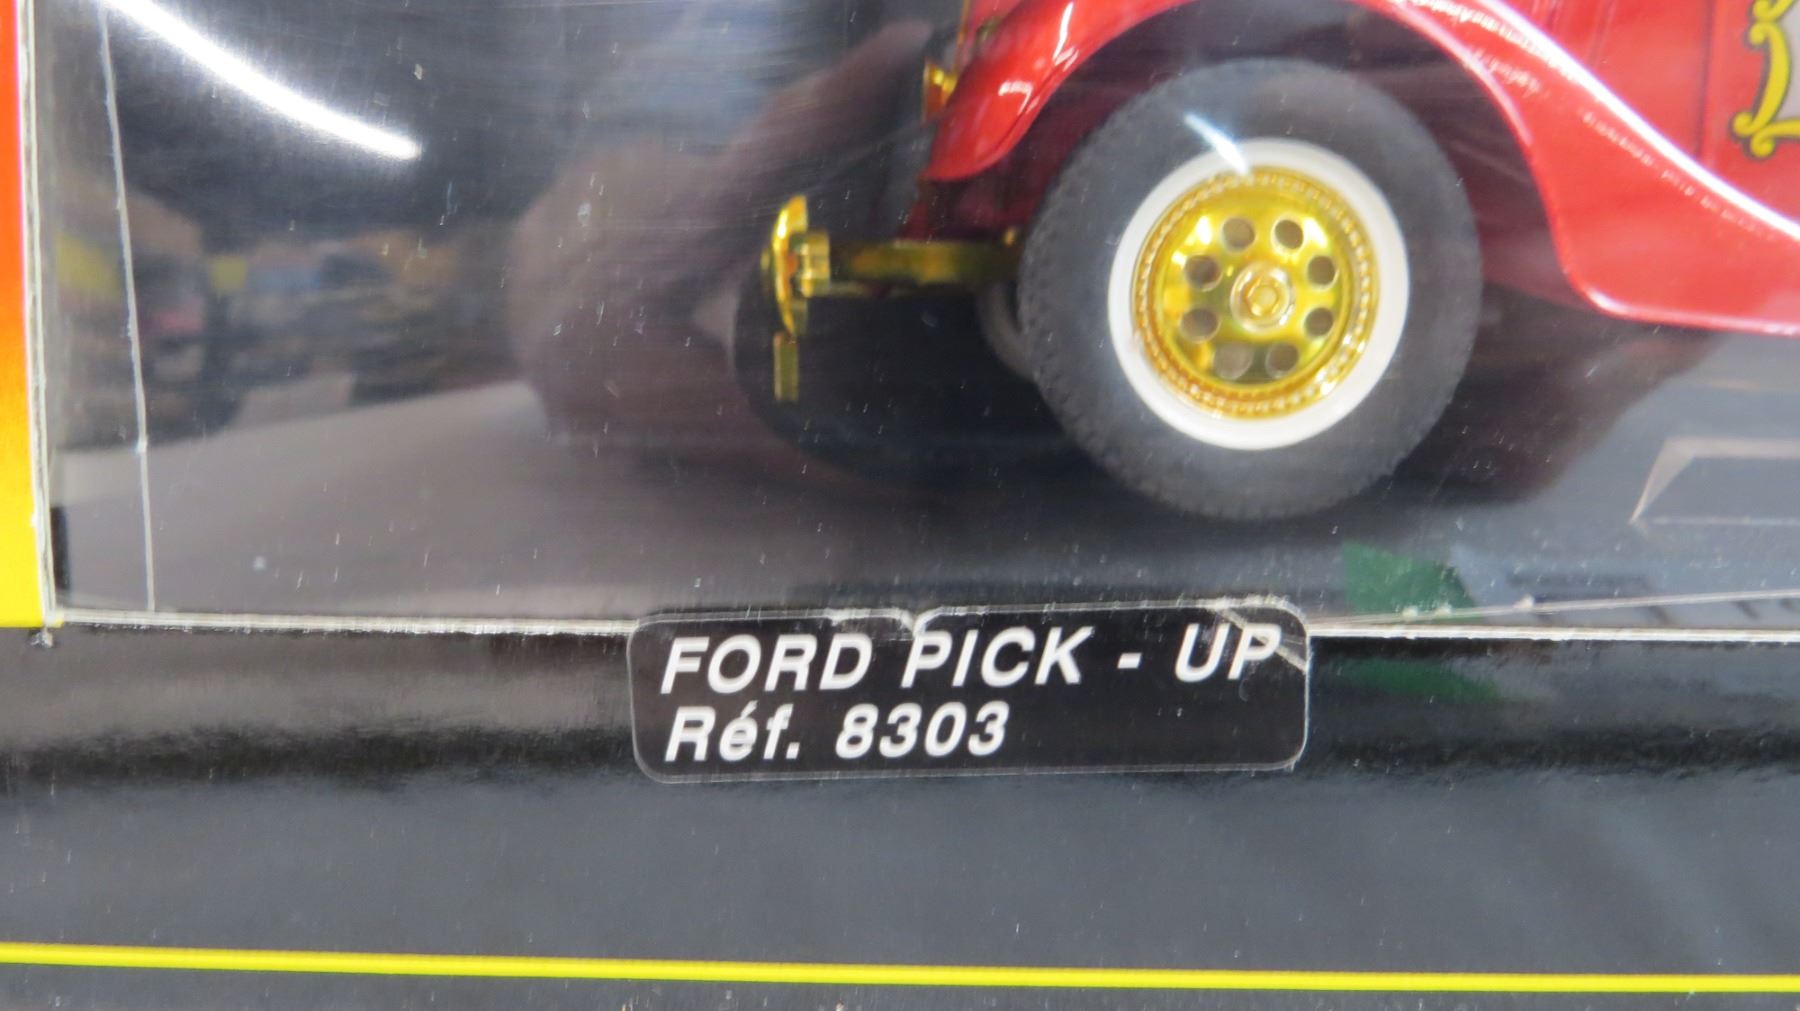 FORD PICK - UP
Réf. 8303